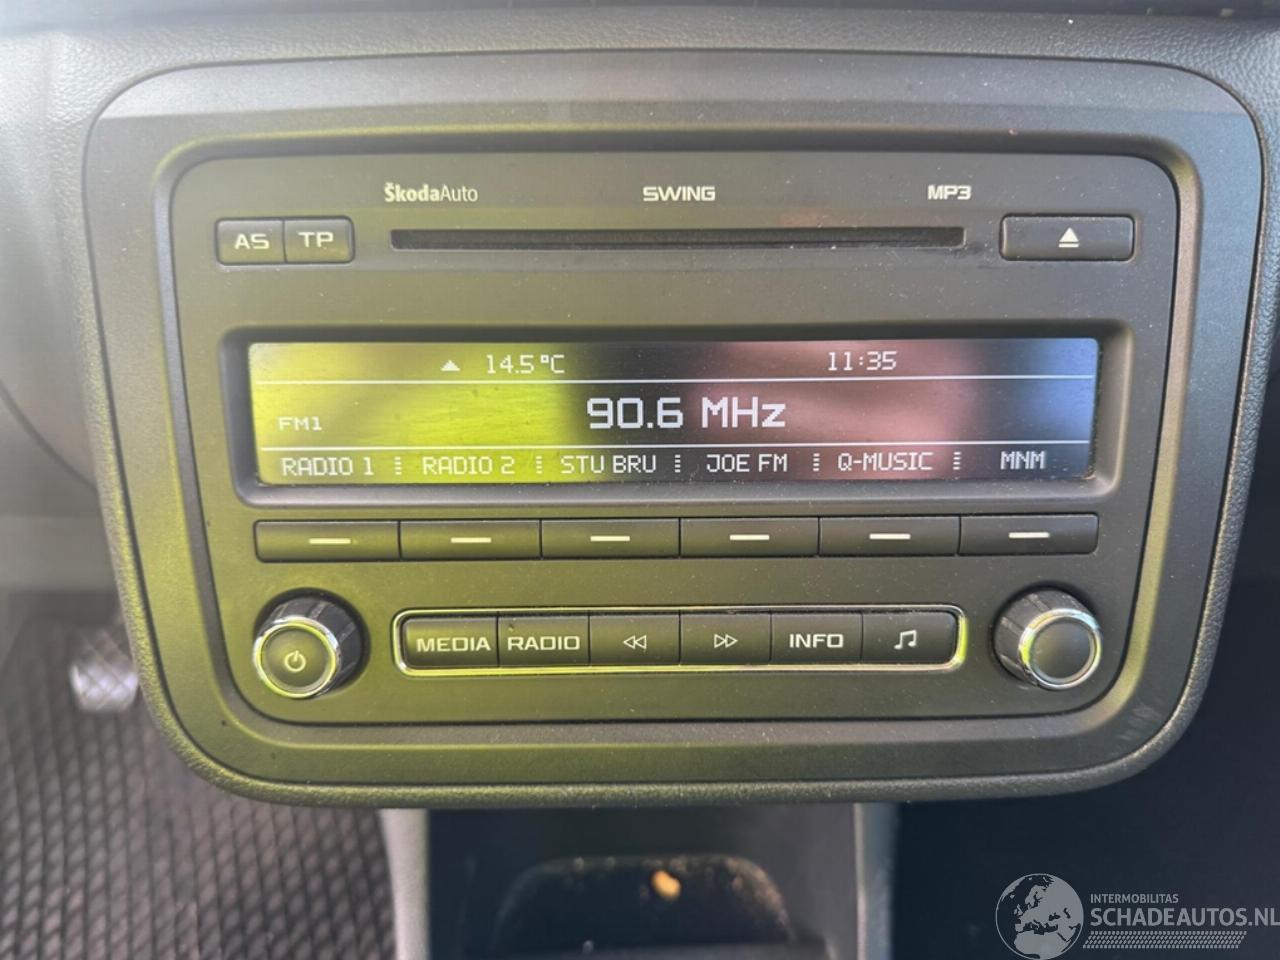 ŠkodaAuto SWING MP3
AS TP
14.5°C 11:35
90.6 MHz
FM1
RADIO 1 RADIO 2 STU BRU JOE FM Q-MUSIC MNM
MEDIA RADIO INFO
INTERMOBILITAS
SCHADEAUTOS.NL